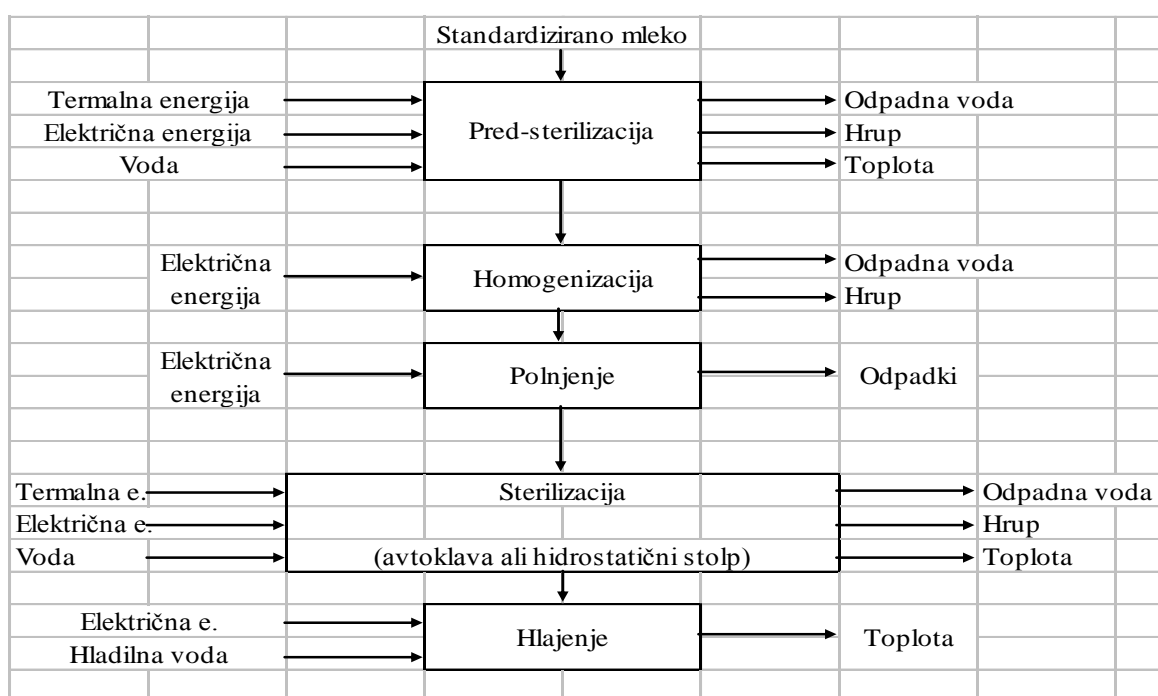 Standardizirano mleko
Termalna energija
Električna energija
Voda
Pred-sterilizacija
Odpadna voda
Hrup
Toplota
Električna
energija
Homogenizacija
Odpadna voda
Hrup
Električna
energija
Polnjenje
Odpadki
Termalna e.
Električna e.
Voda
Sterilizacija
(avtoklava ali hidrostatični stolp)
Odpadna voda
Hrup
Toplota
Električna e.
Hladilna voda
Hlajenje
Toplota